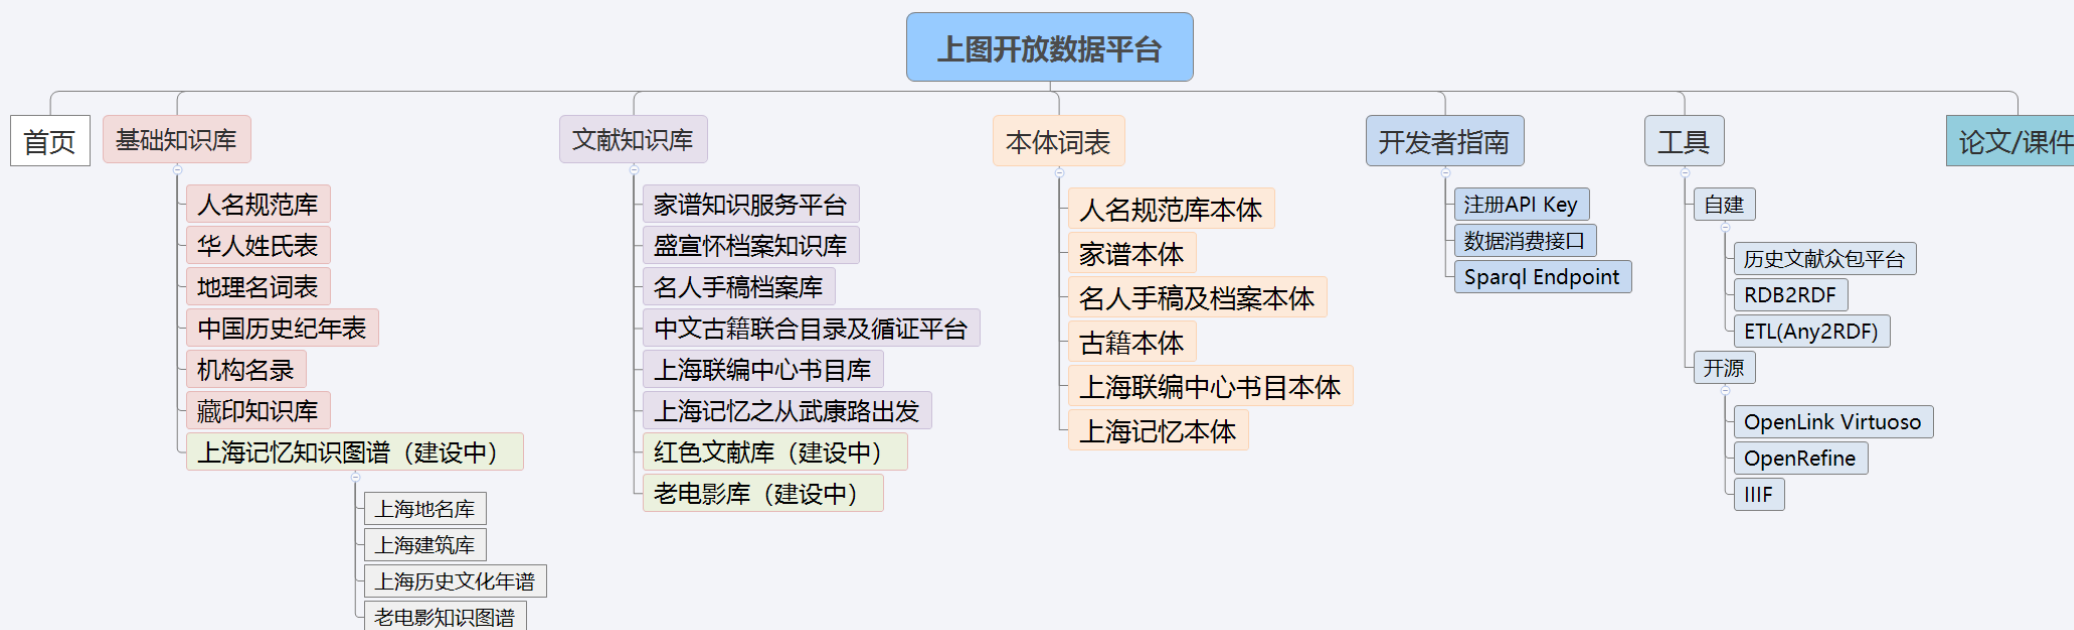 上图开放数据平台
首页
基础知识库
人名规范库
华人姓氏表
地理名词表
中国历史纪年表
机构名录
藏印知识库
上海记忆知识图谱（建设中）
上海地名库
上海建筑库
上海历史文化年谱
老电影知识图谱
文献知识库
家谱知识服务平台
盛宣怀档案知识库
名人手稿档案库
中文古籍联合目录及循证平台
上海联编中心书目库
上海记忆之从武康路出发
红色文献库（建设中）
老电影库（建设中）
本体词表
人名规范库本体
家谱本体
名人手稿及档案本体
古籍本体
上海联编中心书目本体
上海记忆本体
开发者指南
注册API Key
数据消费接口
Sparql Endpoint
工具
自建
历史文献众包平台
RDB2RDF
ETL(Any2RDF)
开源
OpenLink Virtuoso
OpenRefine
IIIF
论文/课件